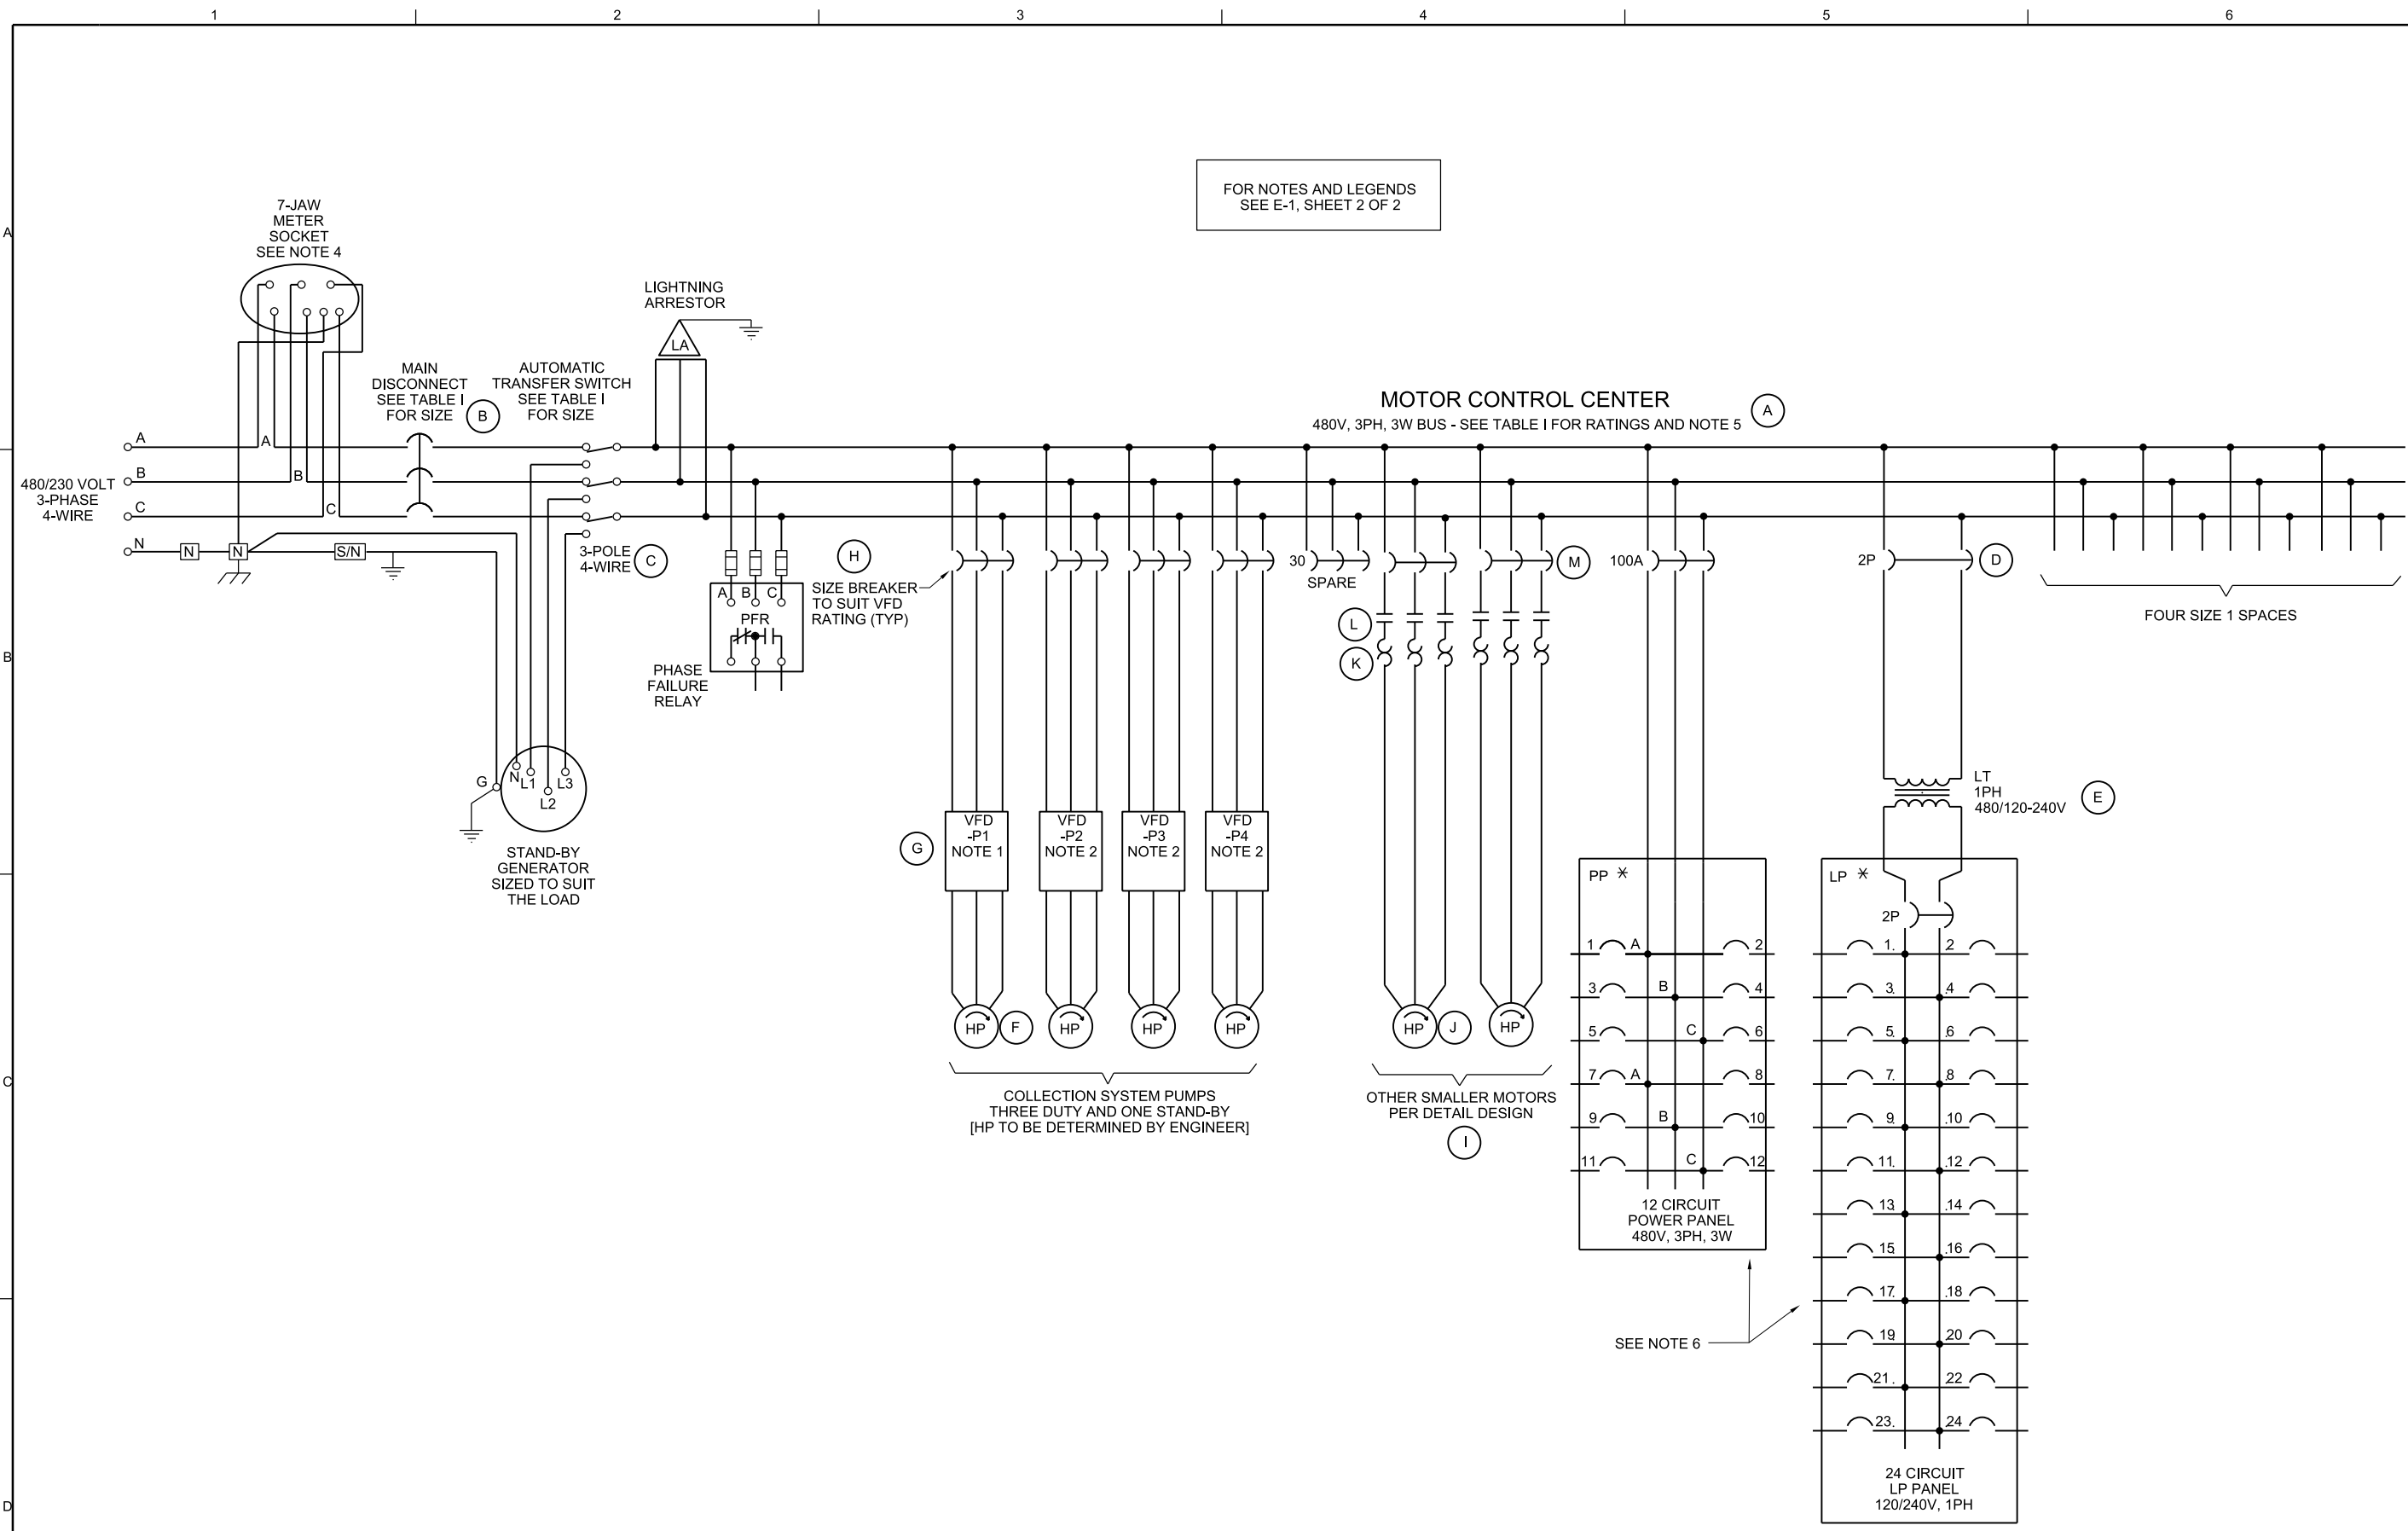 1
2
3
4
5
6
A
B
C
D
FOR NOTES AND LEGENDS
SEE E-1, SHEET 2 OF 2
7-JAW
METER
SOCKET
SEE NOTE 4
LIGHTNING
ARRESTOR
LA
MAIN
DISCONNECT
SEE TABLE I
FOR SIZE
B
AUTOMATIC
TRANSFER SWITCH
SEE TABLE I
FOR SIZE
MOTOR CONTROL CENTER
480V, 3PH, 3W BUS - SEE TABLE I FOR RATINGS AND NOTE 5
A
480/230 VOLT
3-PHASE
4-WIRE
A
B
C
N
A
B
C
N
N
S/N
3-POLE
4-WIRE
C
A
B
C
PFR
PHASE
FAILURE
RELAY
H
SIZE BREAKER
TO SUIT VFD
RATING (TYP)
30
SPARE
M
L
K
100A
2P
D
FOUR SIZE 1 SPACES
G
N
L1
L2
L3
STAND-BY
GENERATOR
SIZED TO SUIT
THE LOAD
G
VFD
-P1
NOTE 1
VFD
-P2
NOTE 2
VFD
-P3
NOTE 2
VFD
-P4
NOTE 2
LT
1PH
480/120-240V
E
HP
F
HP
HP
HP
HP
J
HP
COLLECTION SYSTEM PUMPS
THREE DUTY AND ONE STAND-BY
[HP TO BE DETERMINED BY ENGINEER]
OTHER SMALLER MOTORS
PER DETAIL DESIGN
I
PP *
1 A 2
3 B 4
5 C 6
7 A 8
9 B 10
11 C 12
12 CIRCUIT
POWER PANEL
480V, 3PH, 3W
SEE NOTE 6
LP *
2P
1. .2
3. .4
5. .6
7. .8
9. .10
11. .12
13. .14
15. .16
17. .18
19. .20
21. .22
23. .24
24 CIRCUIT
LP PANEL
120/240V, 1PH